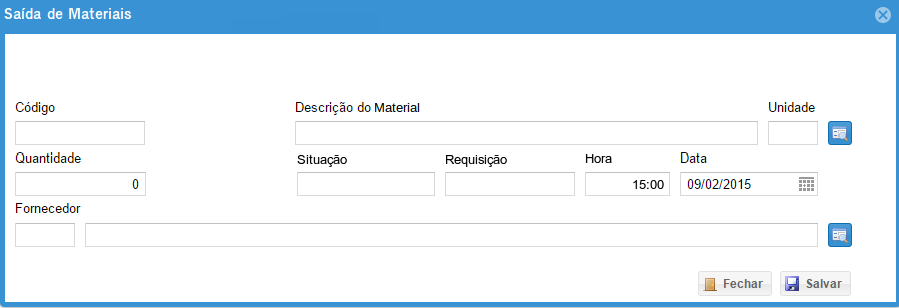 Saída de Materiais
Código Descrição do Material Unidade
Quantidade Situação Requisição Hora Data
0 15:00 09/02/2015
Fornecedor
Fechar Salvar